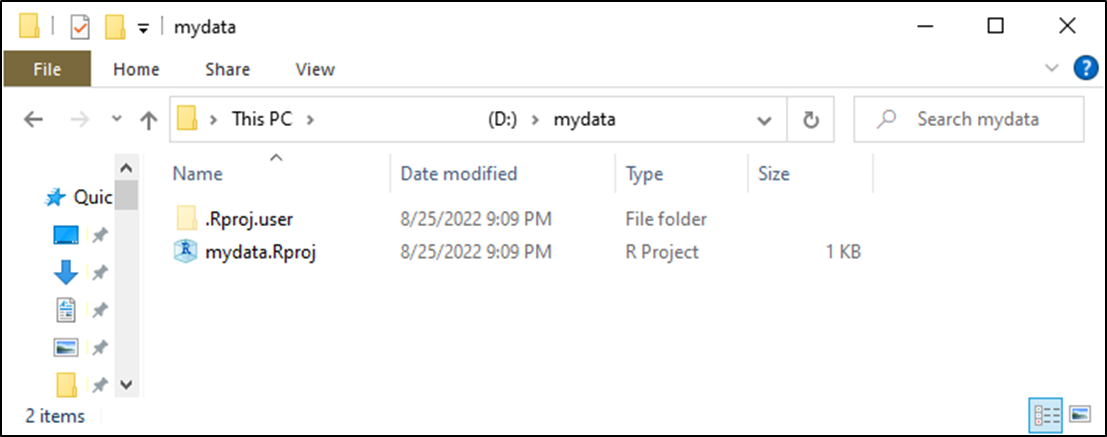 mydata
File Home Share View
This PC (D:) mydata Search mydata
Name Date modified Type Size
Quic
.Rproj.user 8/25/2022 9:09 PM File folder
mydata.Rproj 8/25/2022 9:09 PM R Project 1 KB
2 items